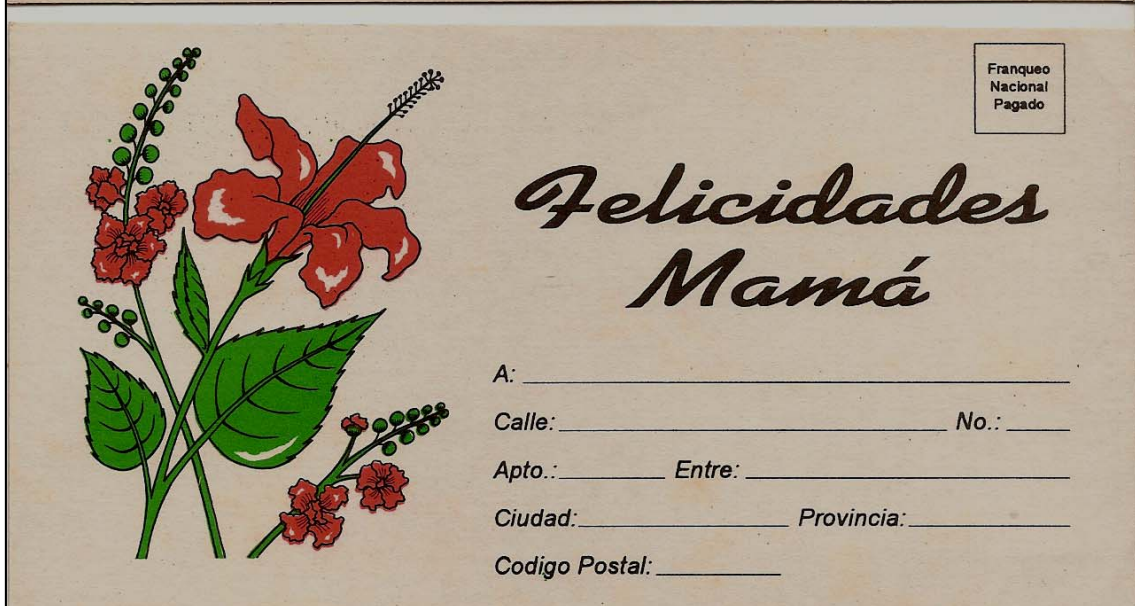 Franqueo
Nacional
Pagado
Felicidades
Mamá
A:
Calle: No.:
Apto.: Entre:
Ciudad: Provincia:
Codigo Postal: